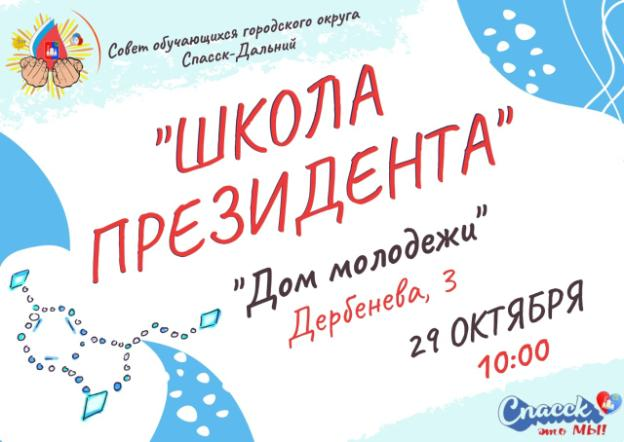 Совет обучающихся городского округа
Спасск-Дальний
"ШКОЛА
ПРЕЗИДЕНТА"
"Дом молодежи"
Дербенева, 3
29 ОКТЯБРЯ
10:00
Спасск
это МЫ!